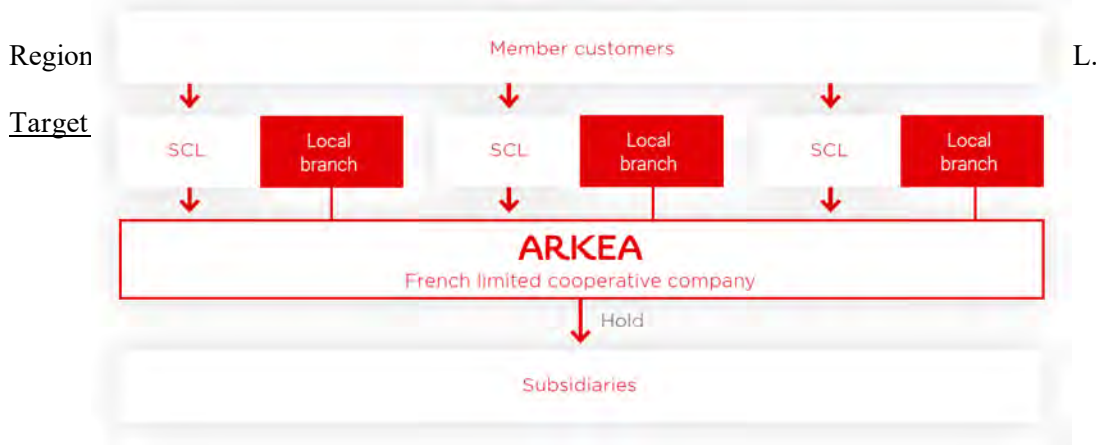 Member customers
Region L.
Target
SCL Local branch SCL Local branch SCL Local branch
ARKEA
French limited cooperative company
Hold
Subsidiaries